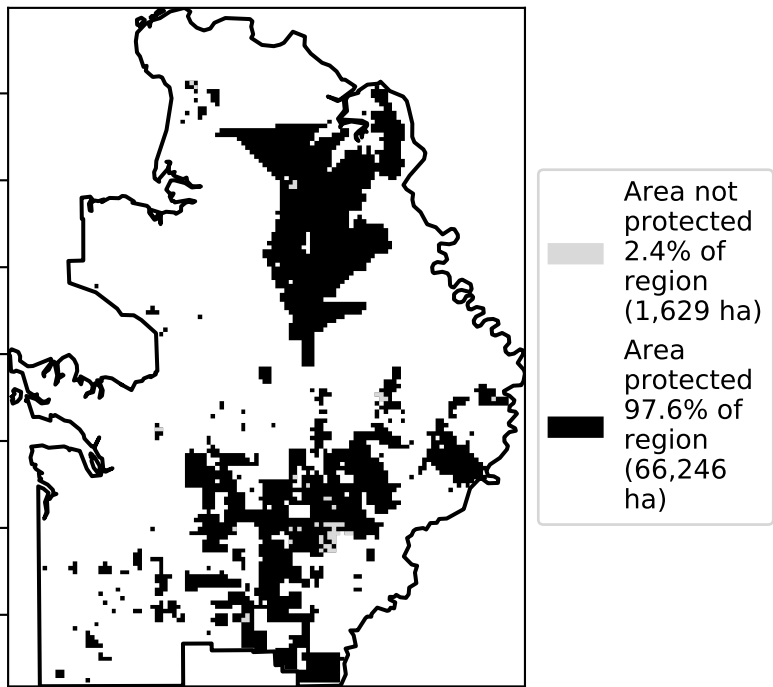 Area not
protected
2.4% of
region
(1,629 ha)
Area
protected
97.6% of
region
(66,246
ha)